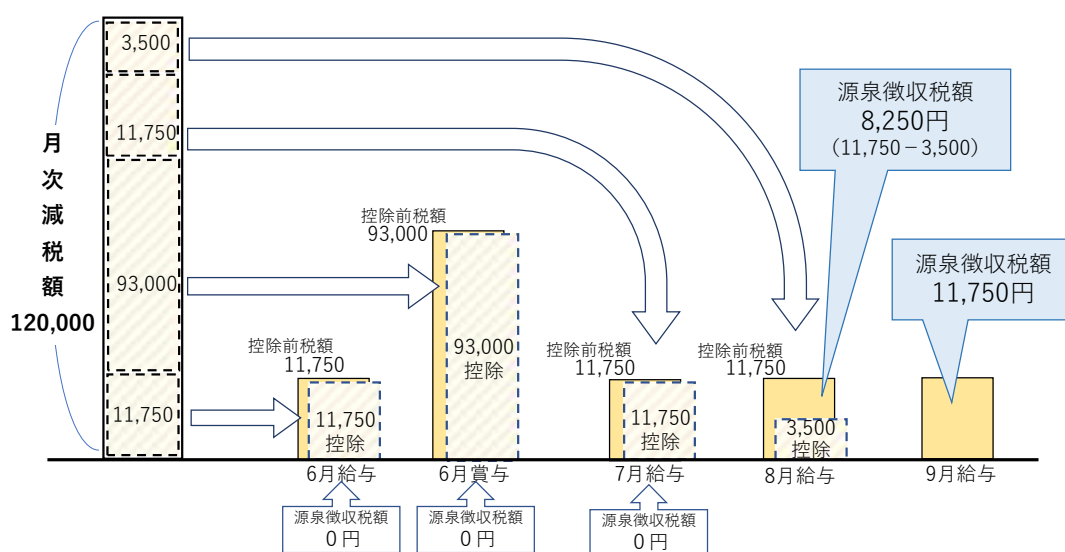 月次減税額
120,000
3,500
11,750
93,000
11,750
控除前税額
11,750
11,750
控除
6月給与
源泉徴収税額
0円
控除前税額
93,000
93,000
控除
6月賞与
源泉徴収税額
0円
控除前税額
11,750
11,750
控除
7月給与
源泉徴収税額
0円
控除前税額
11,750
3,500
控除
8月給与
源泉徴収税額
8,250円
（11,750－3,500）
源泉徴収税額
11,750円
9月給与